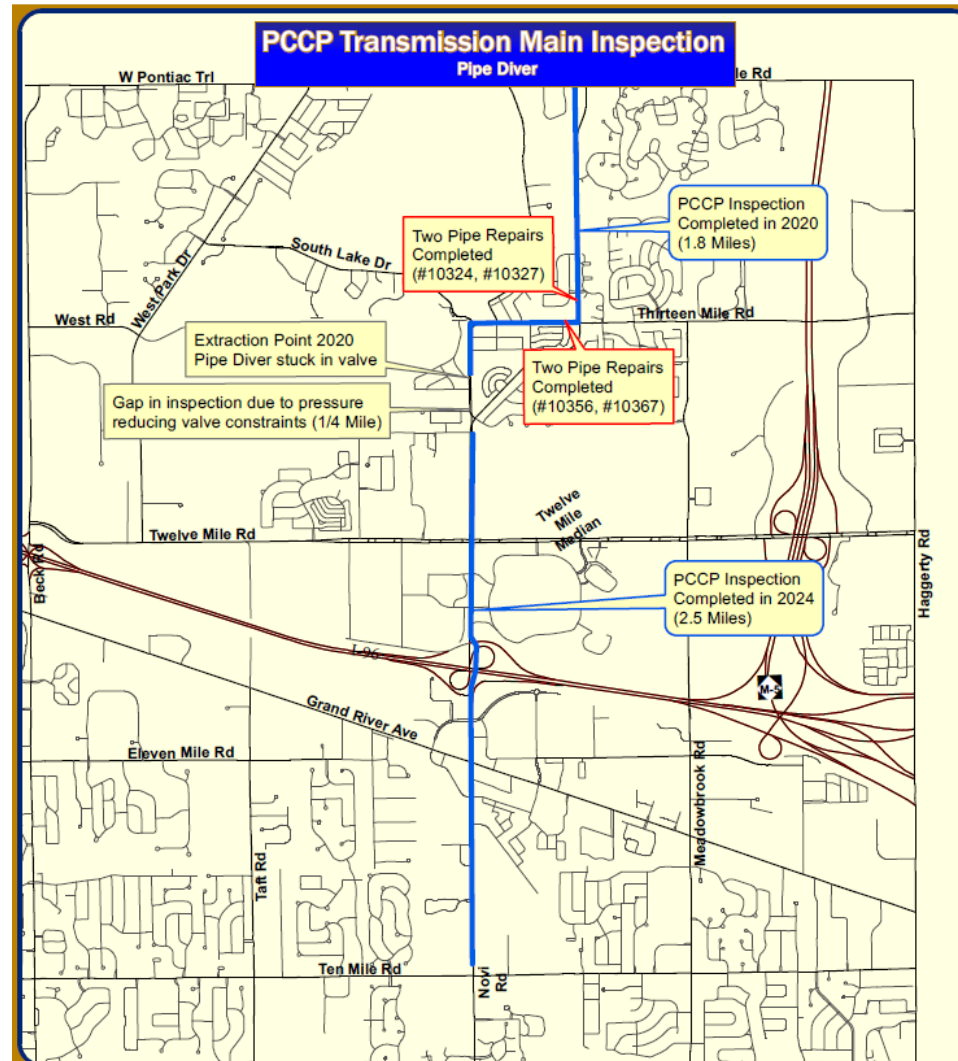 PCCP Transmission Main Inspection
Pipe Diver
W Pontiac Trl
le Rd
PCCP Inspection
Completed in 2020
(1.8 Miles)
Two Pipe Repairs
Completed
(#10324, #10327)
South Lake Dr
West Park Dr
West Rd
Thirteen Mile Rd
Extraction Point 2020
Pipe Diver stuck in valve
Two Pipe Repairs
Completed
(#10356, #10367)
Gap in inspection due to pressure
reducing valve constraints (1/4 Mile)
Twelve
Mile
Median
Twelve Mile Rd
Beck Rd
Haggerty Rd
PCCP Inspection
Completed in 2024
(2.5 Miles)
I-96
M-5
Grand River Ave
Eleven Mile Rd
Meadowbrook Rd
Taft Rd
Ten Mile Rd
Novi
Rd